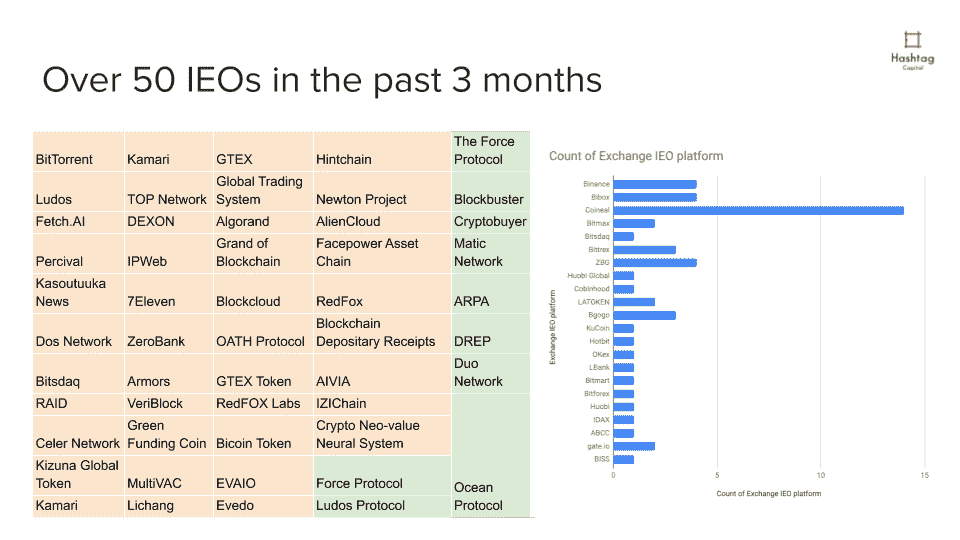 Hashtag
Capital
Over 50 IEOs in the past 3 months
BitTorrent
Kamari
GTEX
Hintchain
The Force
Protocol
Ludos
TOP Network
Global Trading
System
Newton Project
Blockbuster
Fetch.AI
DEXON
Algorand
AlienCloud
Cryptobuyer
Percival
IPWeb
Grand of
Blockchain
Facepower Asset
Chain
Matic
Network
Kasoutuuka
News
7Eleven
Blockcloud
RedFox
ARPA
Dos Network
ZeroBank
OATH Protocol
Blockchain
Depositary Receipts
DREP
Bitsdaq
Armors
GTEX Token
AIVIA
Duo
Network
RAID
VeriBlock
RedFOX Labs
IZIChain
Celer Network
Green
Funding Coin
Bicoin Token
Crypto Neo-value
Neural System
Kizuna Global
Token
MultiVAC
EVAIO
Force Protocol
Ocean
Protocol
Kamari
Lichang
Evedo
Ludos Protocol
Count of Exchange IEO platform
Exchange IEO platform
Binance
Bibox
Coineal
Bitmax
Bitsdaq
Bitrex
ZBG
Huobi Global
Cobinhood
LATOKEN
Bgogo
KuCoin
Hotbit
OKex
LBank
Bitmart
Bitforex
Huobi
IDAX
ABCC
gate.io
BISS
0
5
10
15
Count of Exchange IEO platform